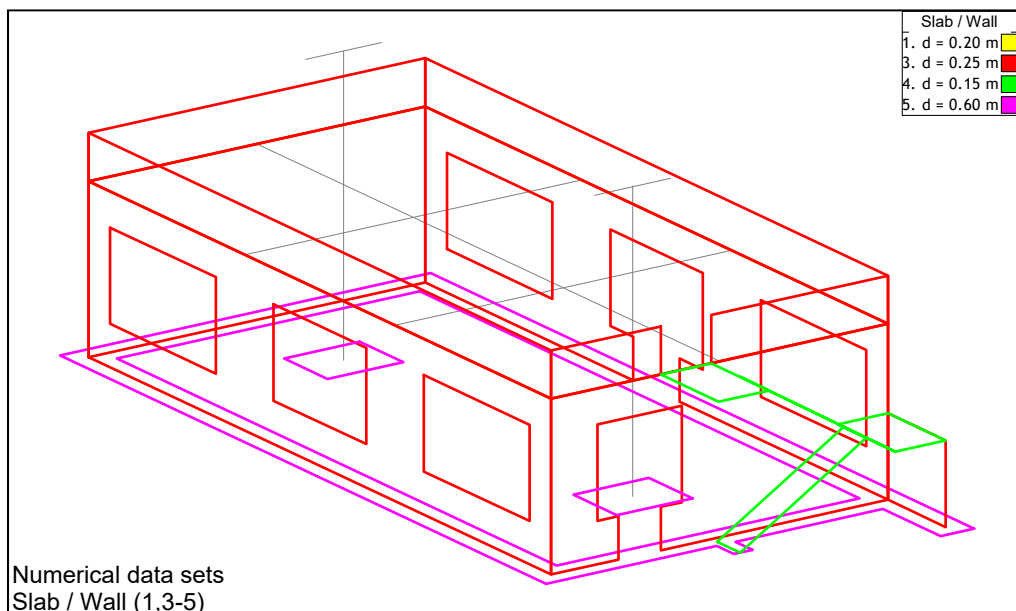 Slab / Wall
1. d = 0.20 m
3. d = 0.25 m
4. d = 0.15 m
5. d = 0.60 m
Numerical data sets
Slab / Wall (1,3-5)